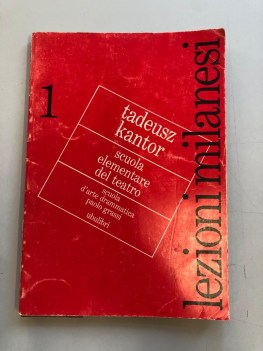 1
tadeusz
kantor
scuola
elementare
del teatro
scuola
d'arte drammatica
paolo grassi
ubulibri
lezioni milanesi